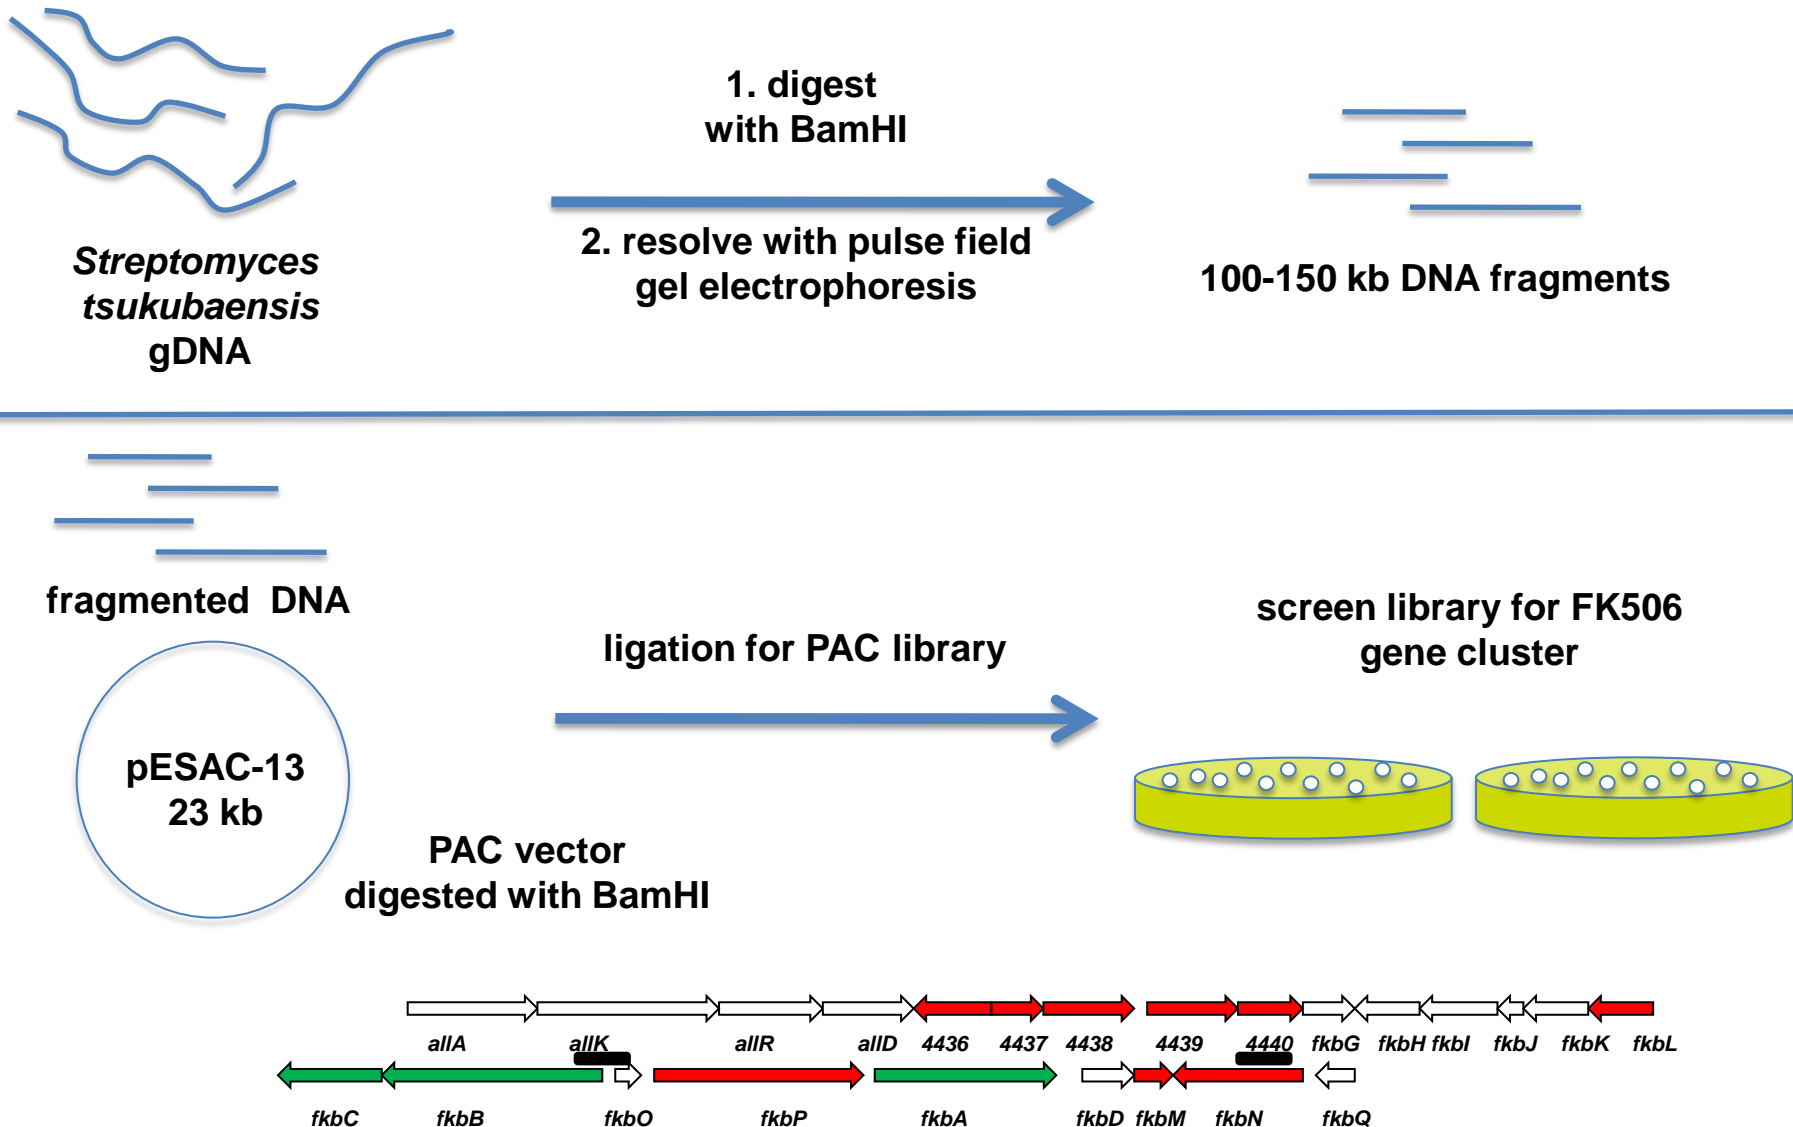 1. digest
with BamHI
2. resolve with pulse field
gel electrophoresis
Streptomyces
tsukubaensis
gDNA
100-150 kb DNA fragments
fragmented DNA
pESAC-13
23 kb
PAC vector
digested with BamHI
ligation for PAC library
screen library for FK506
gene cluster
allA allK allR allD 4436 4437 4438 4439 4440 fkbG fkbH fkbI fkbJ fkbK fkbL
fkbC fkbB fkbO fkbP fkbA fkbD fkbM fkbN fkbQ